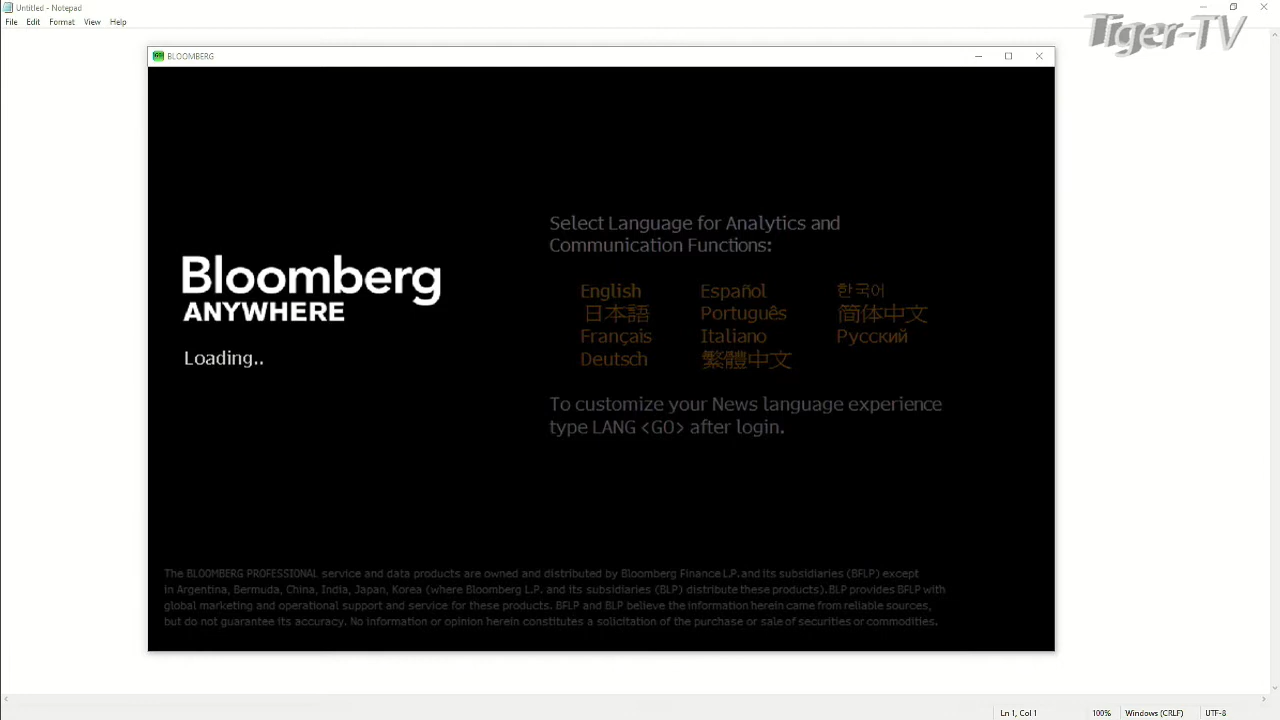 Untitled - Notepad
File Edit Format View Help
Tiger-TV
BLOOMBERG
Select Language for Analytics and
Communication Functions:
Bloomberg
ANYWHERE
Loading..
English Español 한국어
日本語 Português 简体中文
Français Italiano Русский
Deutsch 繁體中文
To customize your News language experience
type LANG <GO> after login.
The BLOOMBERG PROFESSIONAL service and data products are owned and distributed by Bloomberg Finance L.P. and its subsidiaries (BFLP) except
in Argentina, Bermuda, China, India, Japan, Korea (where Bloomberg L.P. and its subsidiaries (BLP) distribute these products). BLP provides BFLP with
global marketing and operational support and service for these products. BFLP and BLP believe the information herein came from reliable sources,
but do not guarantee its accuracy. No information or opinion herein constitutes a solicitation of the purchase or sale of securities or commodities.
Ln 1, Col 1 100% Windows (CRLF) UTF-8